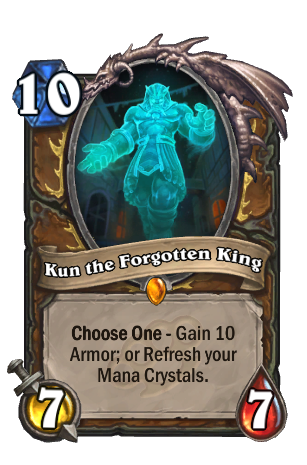 10
Kun the Forgotten King
Choose One - Gain 10
Armor; or Refresh your
Mana Crystals.
7
7